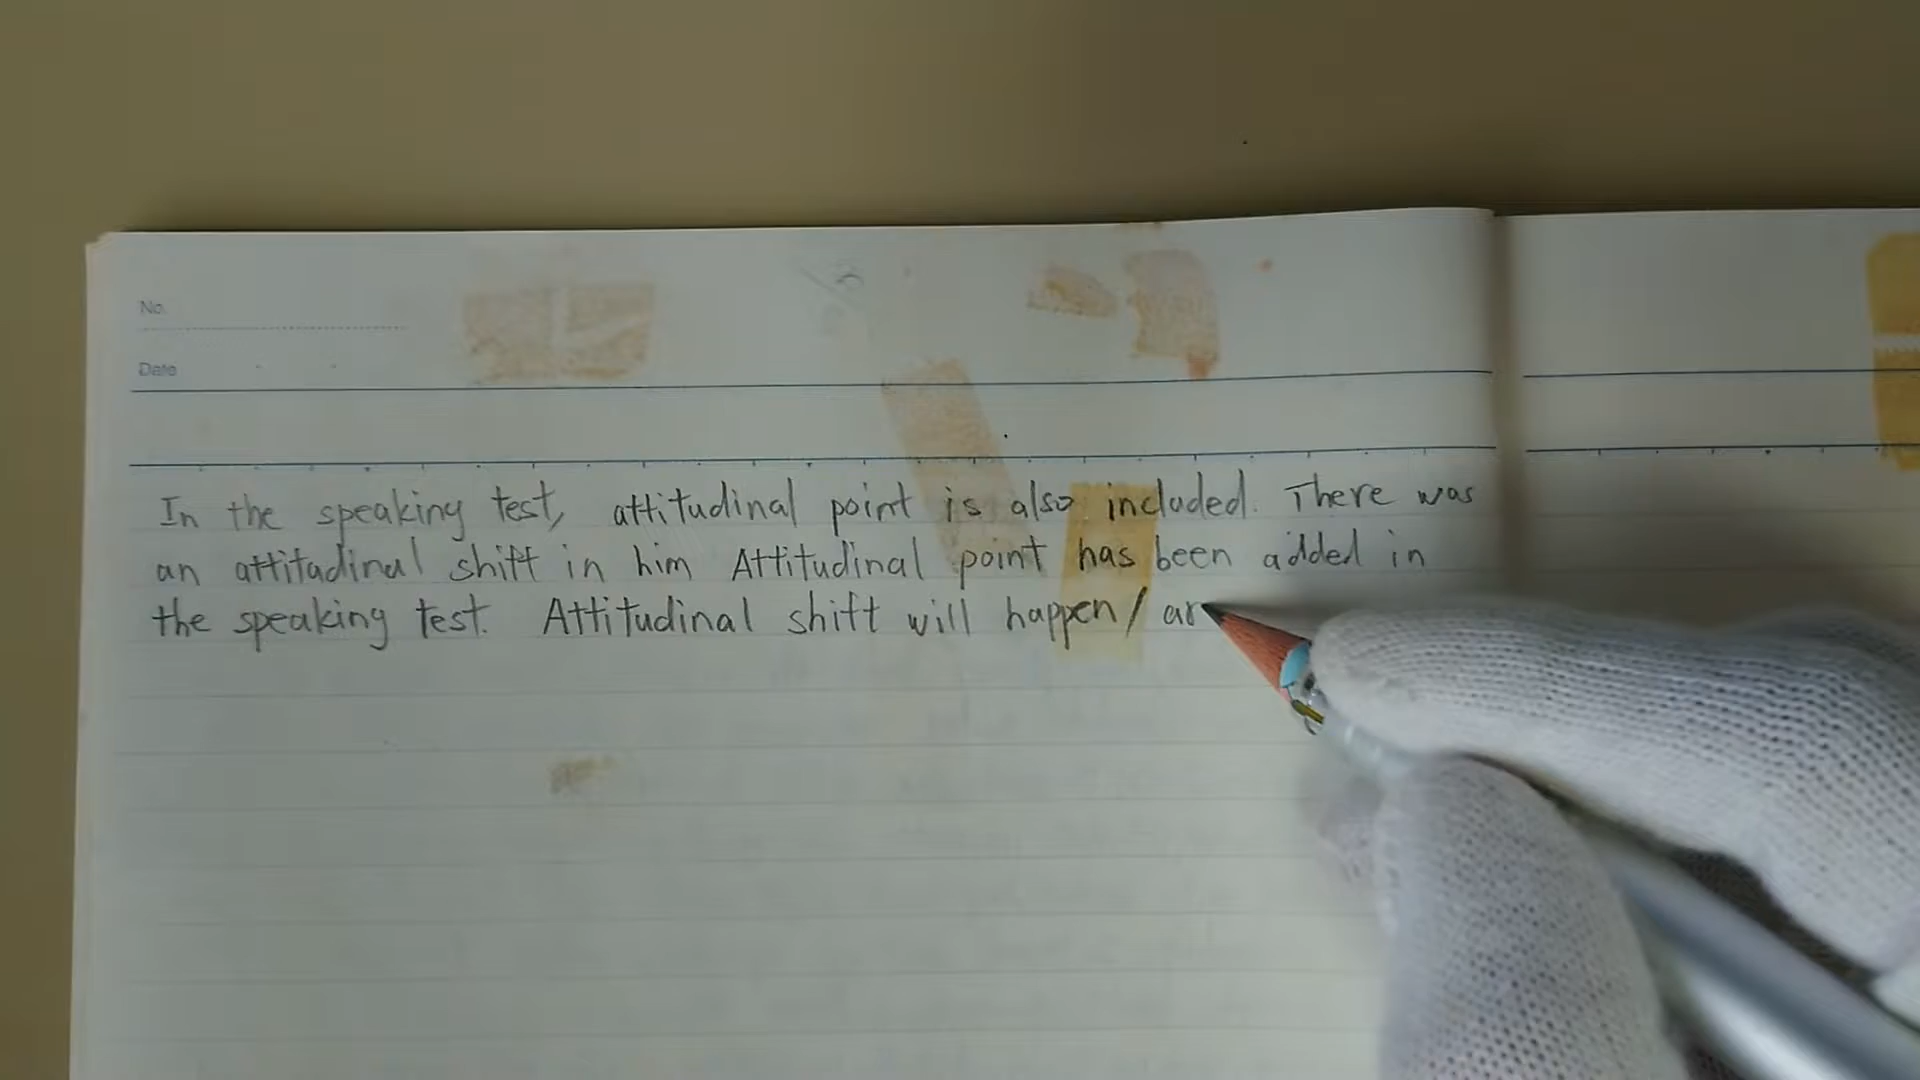 No.
Date
In the speaking test, attitudinal point is also included. There was
an attitudinal shift in him Attitudinal point has been added in
the speaking test. Attitudinal shift will happen / ar